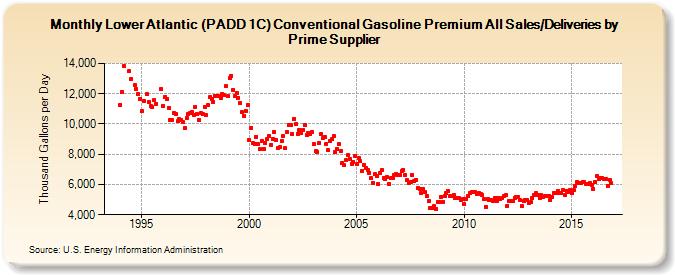 Monthly Lower Atlantic (PADD 1C) Conventional Gasoline Premium All Sales/Deliveries by
Prime Supplier
Thousand Gallons per Day
14,000
12,000
10,000
8,000
6,000
4,000
1995
2000
2005
2010
2015
Source: U.S. Energy Information Administration